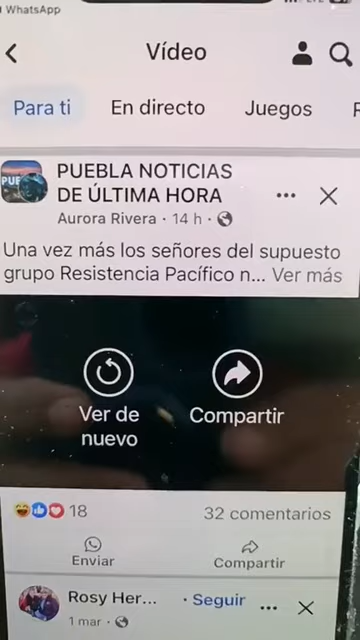 WhatsApp
Vídeo
Para ti
En directo
Juegos
PUEBLA NOTICIAS
DE ÚLTIMA HORA
Aurora Rivera · 14 h ·
Una vez más los señores del supuesto
grupo Resistencia Pacífico n... Ver más
Ver de
nuevo
Compartir
18
32 comentarios
Enviar
Compartir
Rosy Her...
· Seguir
1 mar ·